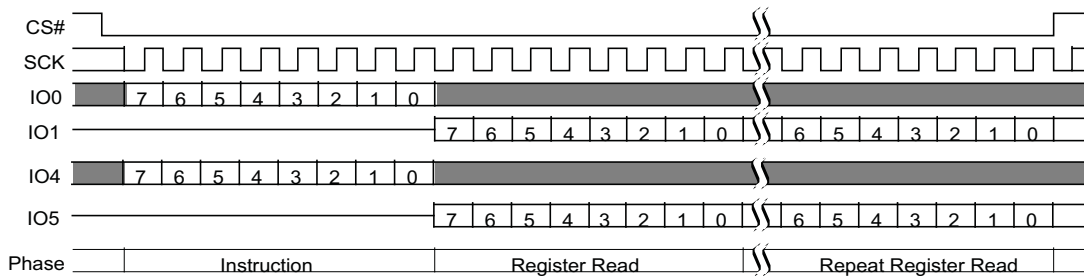 CS#
SCK
IO0 7 6 5 4 3 2 1 0
IO1 7 6 5 4 3 2 1 0 6 5 4 3 2 1 0
IO4 7 6 5 4 3 2 1 0
IO5 7 6 5 4 3 2 1 0 6 5 4 3 2 1 0
Phase Instruction Register Read Repeat Register Read